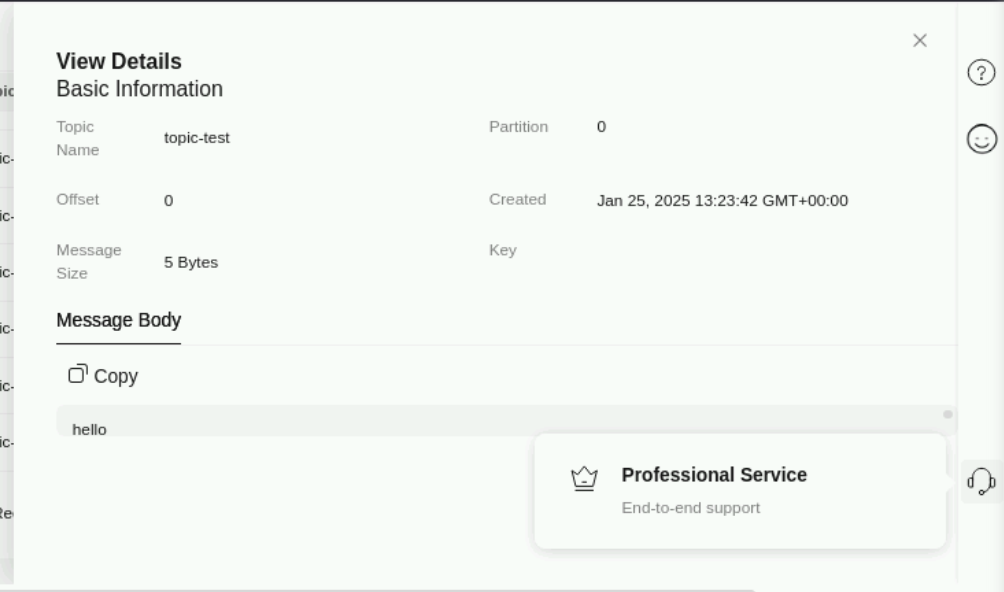 View Details
Basic Information
Topic Name
topic-test
Partition
0
Offset
0
Created
Jan 25, 2025 13:23:42 GMT+00:00
Message Size
5 Bytes
Key
Message Body
Copy
hello
Professional Service
End-to-end support